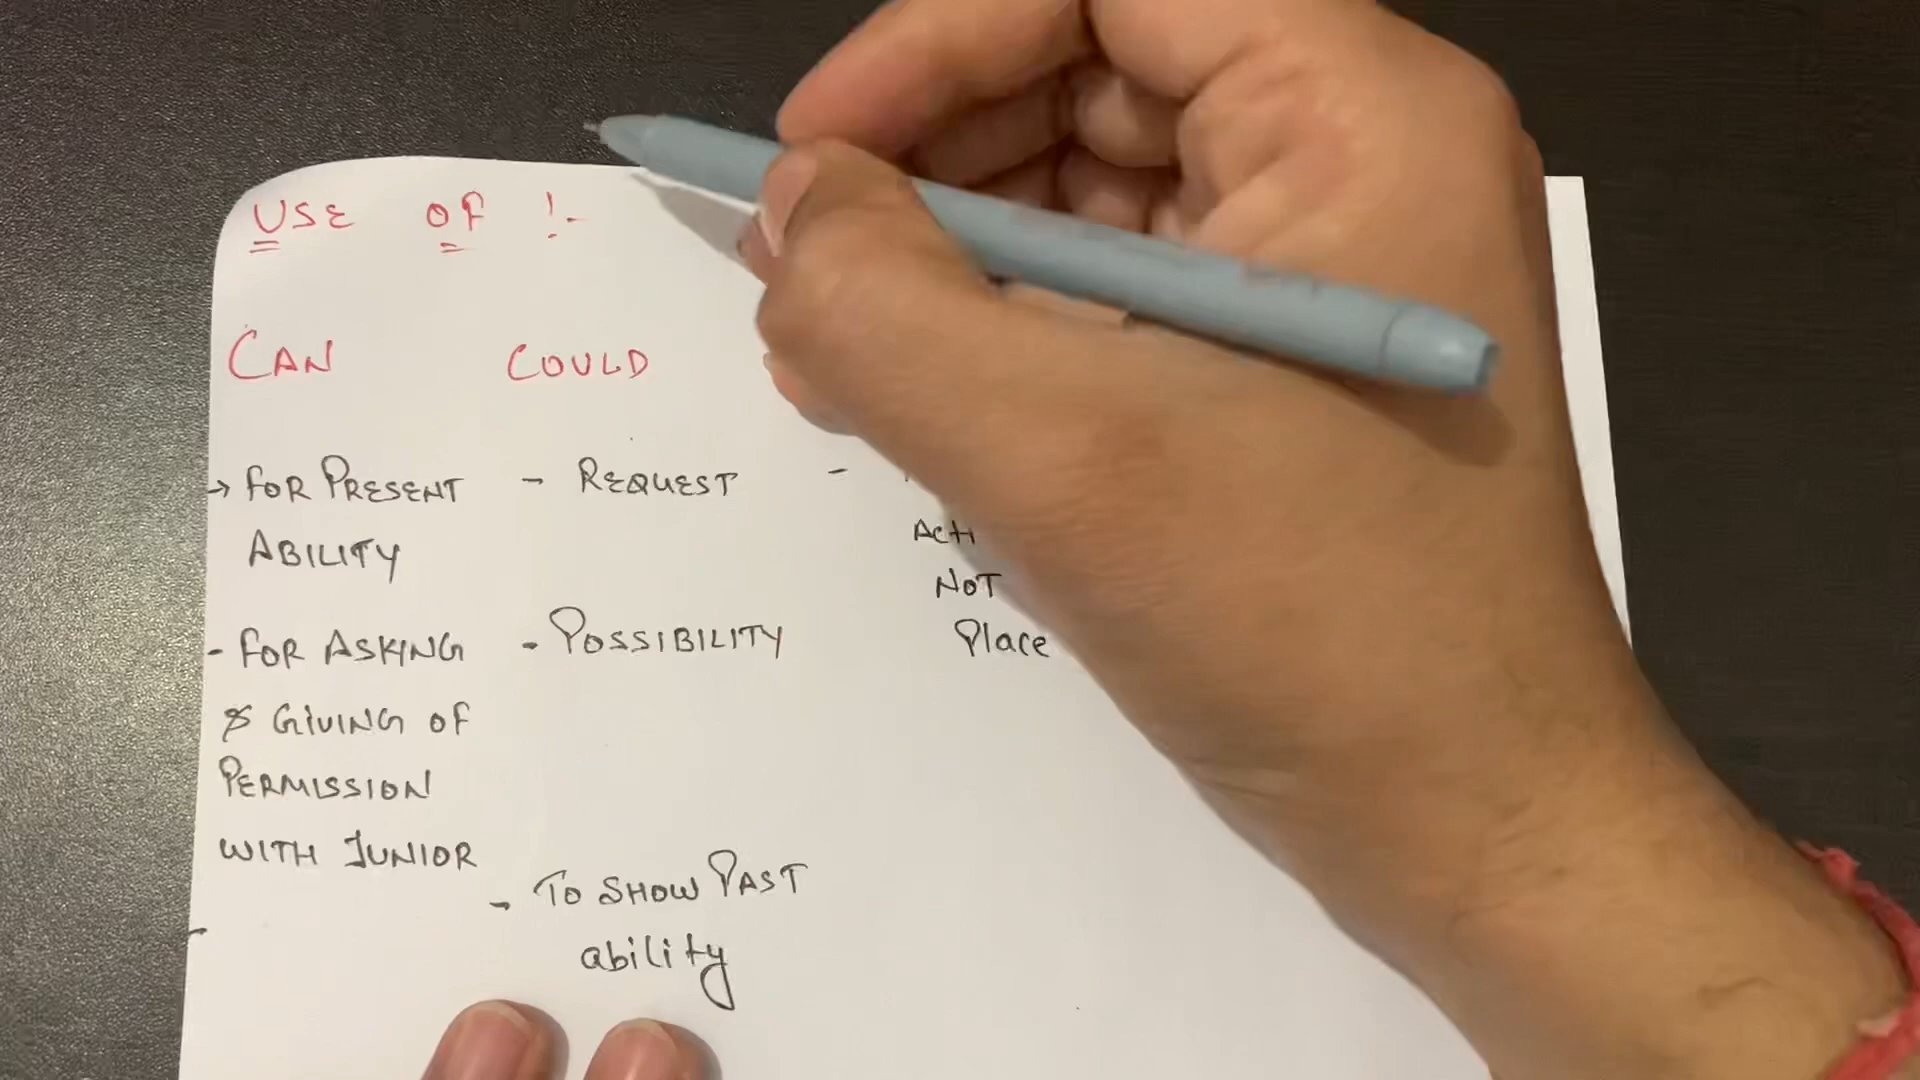 USE OF !-
CAN COULD
→ FOR PRESENT - REQUEST -
ABILITY
NOT
- FOR ASKING - POSSIBILITY Place
& GIVING OF
PERMISSION
WITH JUNIOR
- TO SHOW PAST
- ability